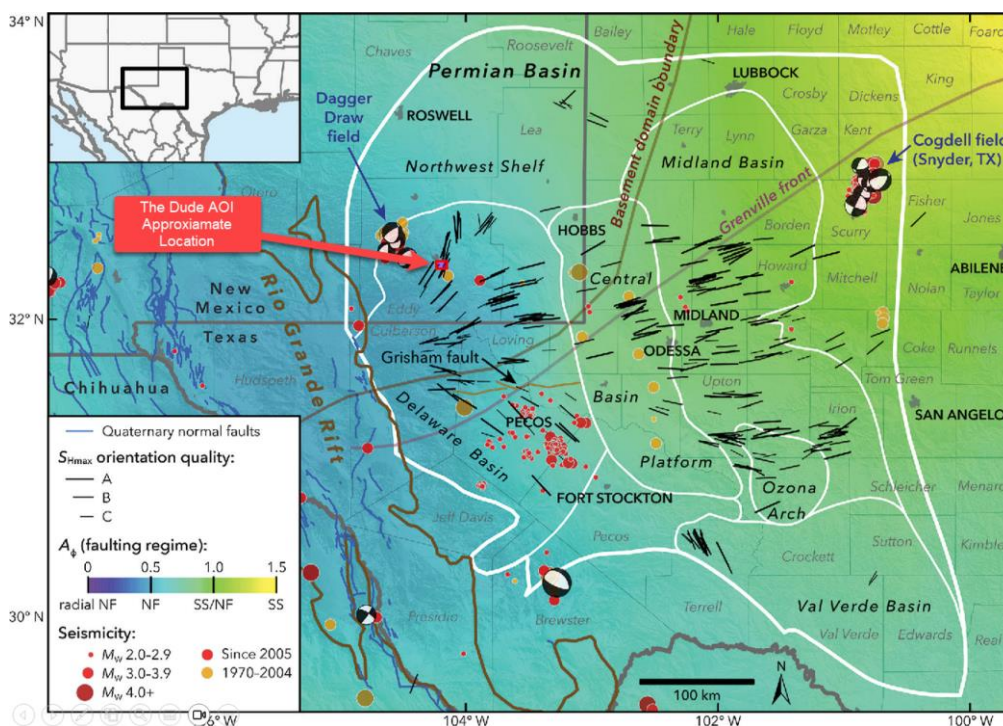 34° N
32° N
30° N
106° W
104° W
102° W
100° W
Chaves
Roosevelt
Bailey
Hale
Floyd
Motley
Cottle
Foard
Permian Basin
Basement domain boundary
LUBBOCK
Crosby
Dickens
King
Dagger
Draw
field
ROSWELL
Lea
Terry
Lynn
Garza
Kent
Cogdell field
(Snyder, TX)
Northwest Shelf
Midland Basin
Grenville front
Otero
The Dude AOI
Approxiamate
Location
HOBBS
Borden
Scurry
Fisher
Jones
Central
Howard
Mitchell
ABILENE
Nolan
Taylor
New
Mexico
Texas
Rio Grande Rift
Eddy
Culberson
Loving
MIDLAND
ODESSA
Grisham fault
Coke
Runnels
Chihuahua
Hudspeth
Upton
Tom Green
Basin
Irion
SAN ANGELO
Delaware
Basin
PECOS
Platform
FORT STOCKTON
Ozona
Arch
Schleicher
Menard
Jeff Davis
Pecos
Crockett
Sutton
Kimble
Presidio
Brewster
Terrell
Val Verde Basin
Val Verde
Edwards
Real
Quaternary normal faults
SHmax orientation quality:
A
B
C
Aϕ (faulting regime):
0 0.5 1.0 1.5
radial NF NF SS/NF SS
Seismicity:
Mw 2.0-2.9
Mw 3.0-3.9
Mw 4.0+
Since 2005
1970-2004
100 km
N